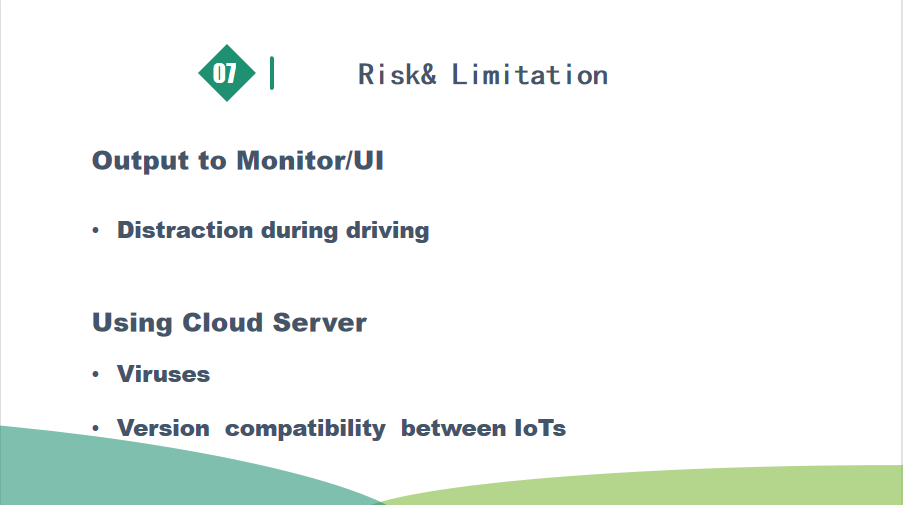 07
Risk& Limitation
Output to Monitor/UI
• Distraction during driving
Using Cloud Server
• Viruses
• Version compatibility between IoTs